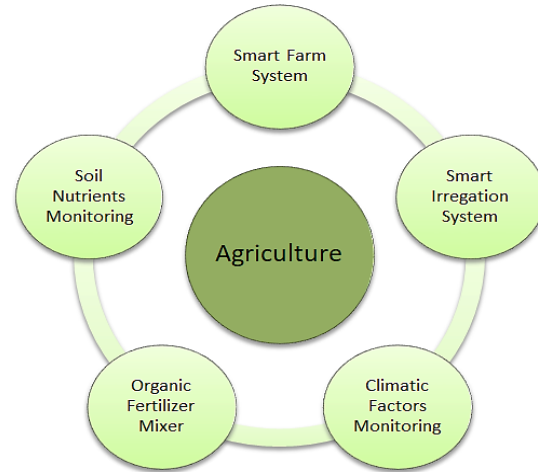 Smart Farm
System
Smart
Irregation
System
Climatic
Factors
Monitoring
Organic
Fertilizer
Mixer
Soil
Nutrients
Monitoring
Agriculture